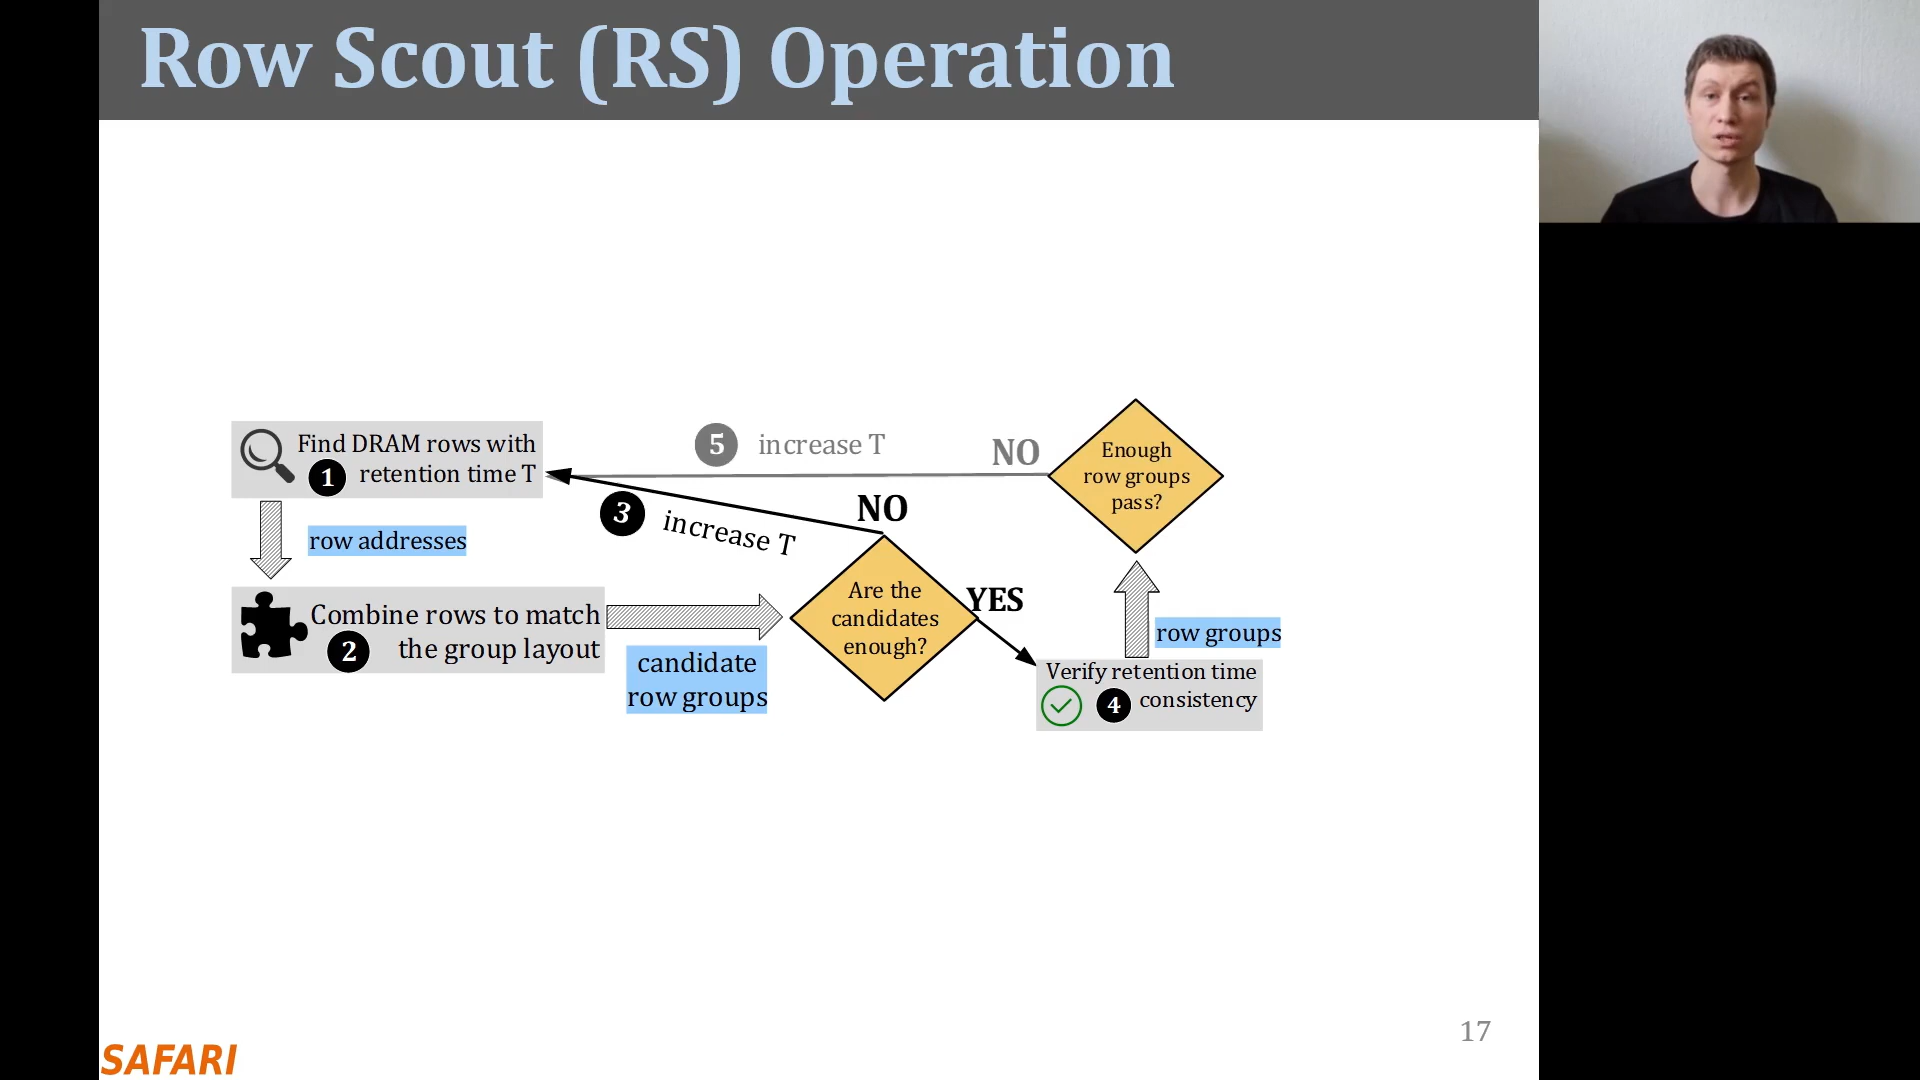 Row Scout (RS) Operation
Find DRAM rows with
1 retention time T
row addresses
Combine rows to match
2 the group layout
candidate
row groups
3 increase T
NO
Are the
candidates
enough?
YES
Verify retention time
4 consistency
row groups
Enough
row groups
pass?
NO
5 increase T
SAFARI
17